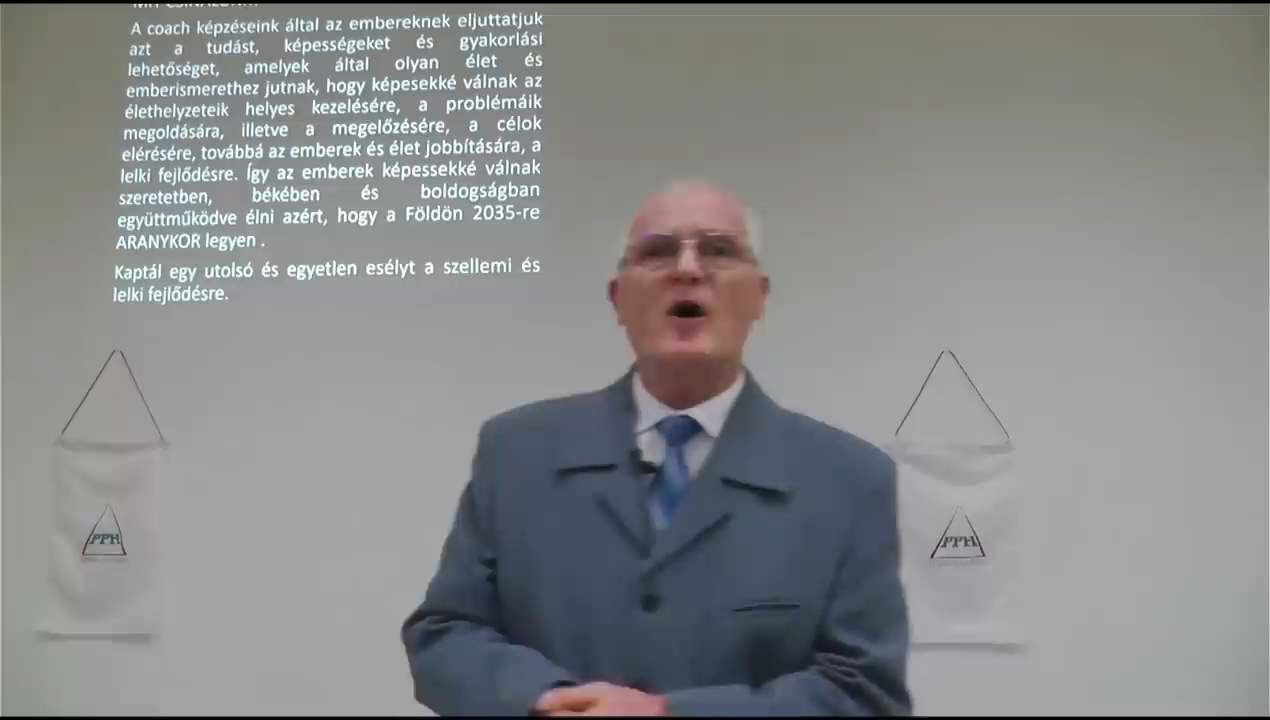 MIT CSINÁLUNK?
A coach képzéseink által az embereknek eljuttatjuk
azt a tudást, képességeket és gyakorlási
lehetőséget, amelyek által olyan élet és
emberismerethez jutnak, hogy képesekké válnak az
élethelyzeteik helyes kezelésére, a problémáik
megoldására, illetve a megelőzésére, a célok
elérésére, továbbá az emberek és élet jobbítására, a
lelki fejlődésre. Így az emberek képessekké válnak
szeretetben, békében és boldogságban
együttműködve élni azért, hogy a Földön 2035-re
ARANYKOR legyen .
Kaptál egy utolsó és egyetlen esélyt a szellemi és
lelki fejlődésre.
PPH
PPH